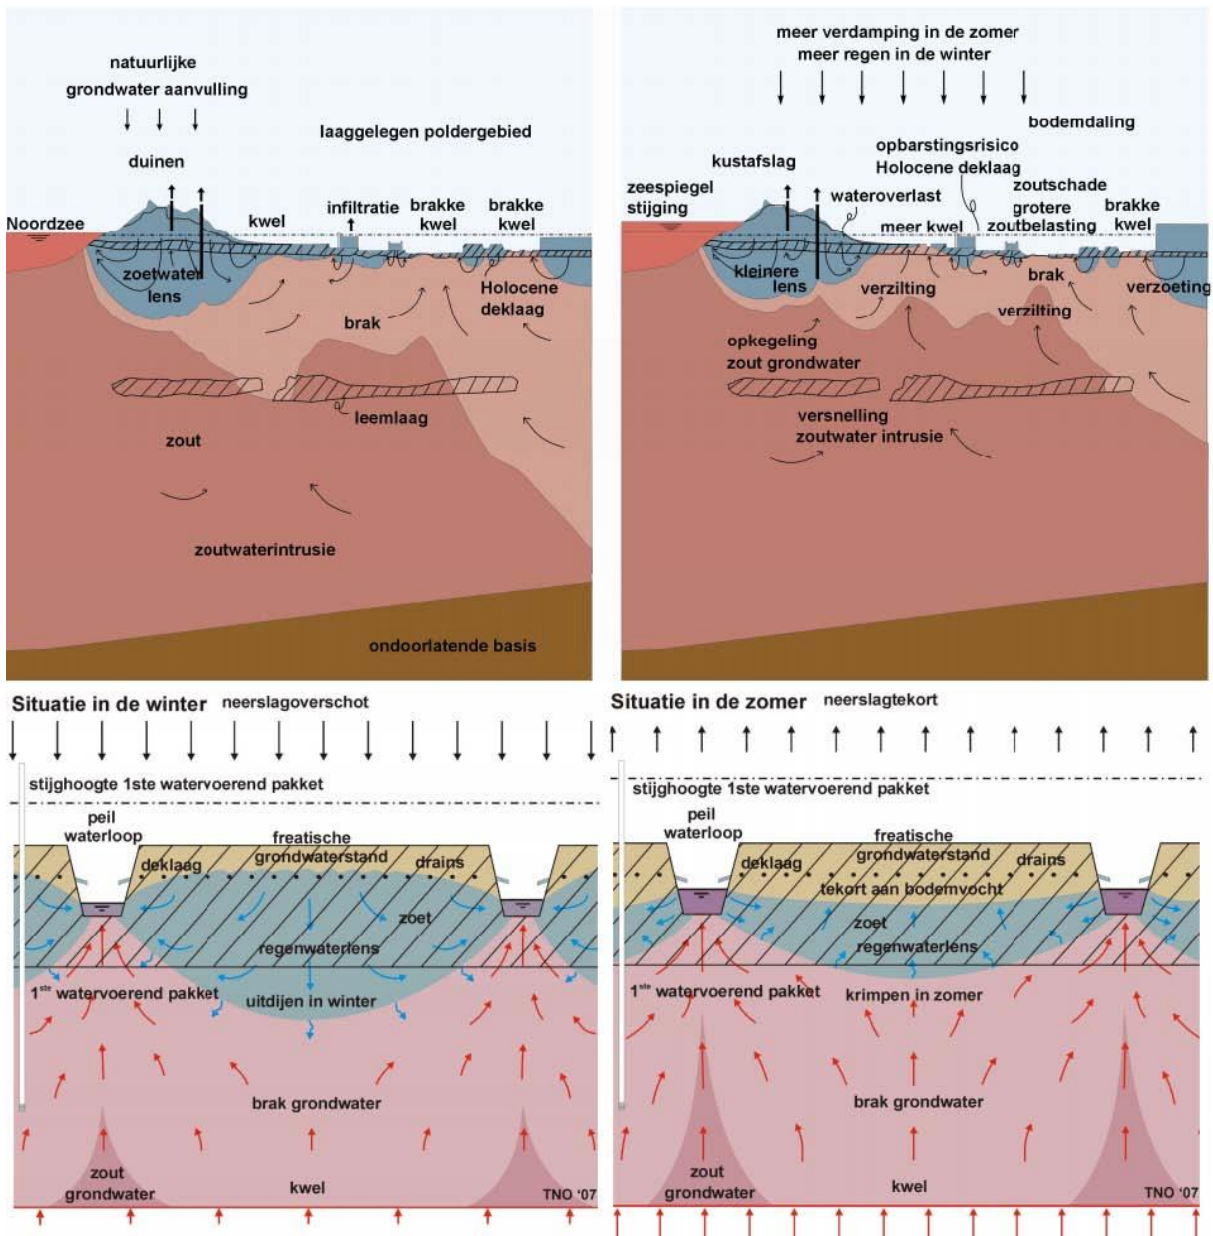 natuurlijke
grondwater aanvulling
laaggelegen poldergebied
duinen
Noordzee
kwel
infiltratie
brakke
kwel
brakke
kwel
zoetwater
lens
Holocene
deklaag
brak
leemlaag
zout
zoutwaterintrusie
ondoorlatende basis
meer verdamping in de zomer
meer regen in de winter
bodemdaling
opbarstingsrisico
Holocene deklaag
kustafslag
zeespiegel
stijging
wateroverlast
zoutschade
grotere
zoutbelasting
brakke
kwel
meer kwel
kleinere
lens
verzilting
brak
verzoeting
verzilting
opkegeling
zout grondwater
versnelling
zoutwater intrusie
Situatie in de winter neerslagoverschot
stijghoogte 1ste watervoerend pakket
peil
waterloop
freatische
grondwaterstand
deklaag
drains
zoet
regenwaterlens
1ste watervoerend pakket
uitdijen in winter
brak grondwater
zout
grondwater
kwel
TNO '07
Situatie in de zomer neerslagtekort
stijghoogte 1ste watervoerend pakket
peil
waterloop
freatische
grondwaterstand
deklaag
drains
tekort aan bodemvocht
zoet
regenwaterlens
1ste watervoerend pakket
krimpen in zomer
brak grondwater
zout
grondwater
kwel
TNO '07